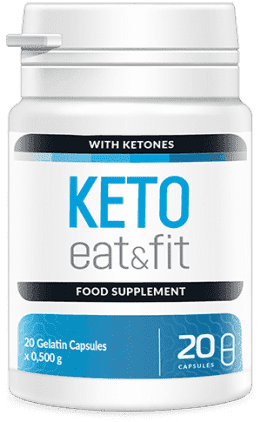 WITH KETONES
KETO
eat&fit
FOOD SUPPLEMENT
20 Gelatin Capsules
x 0,500 g
20
CAPSULES